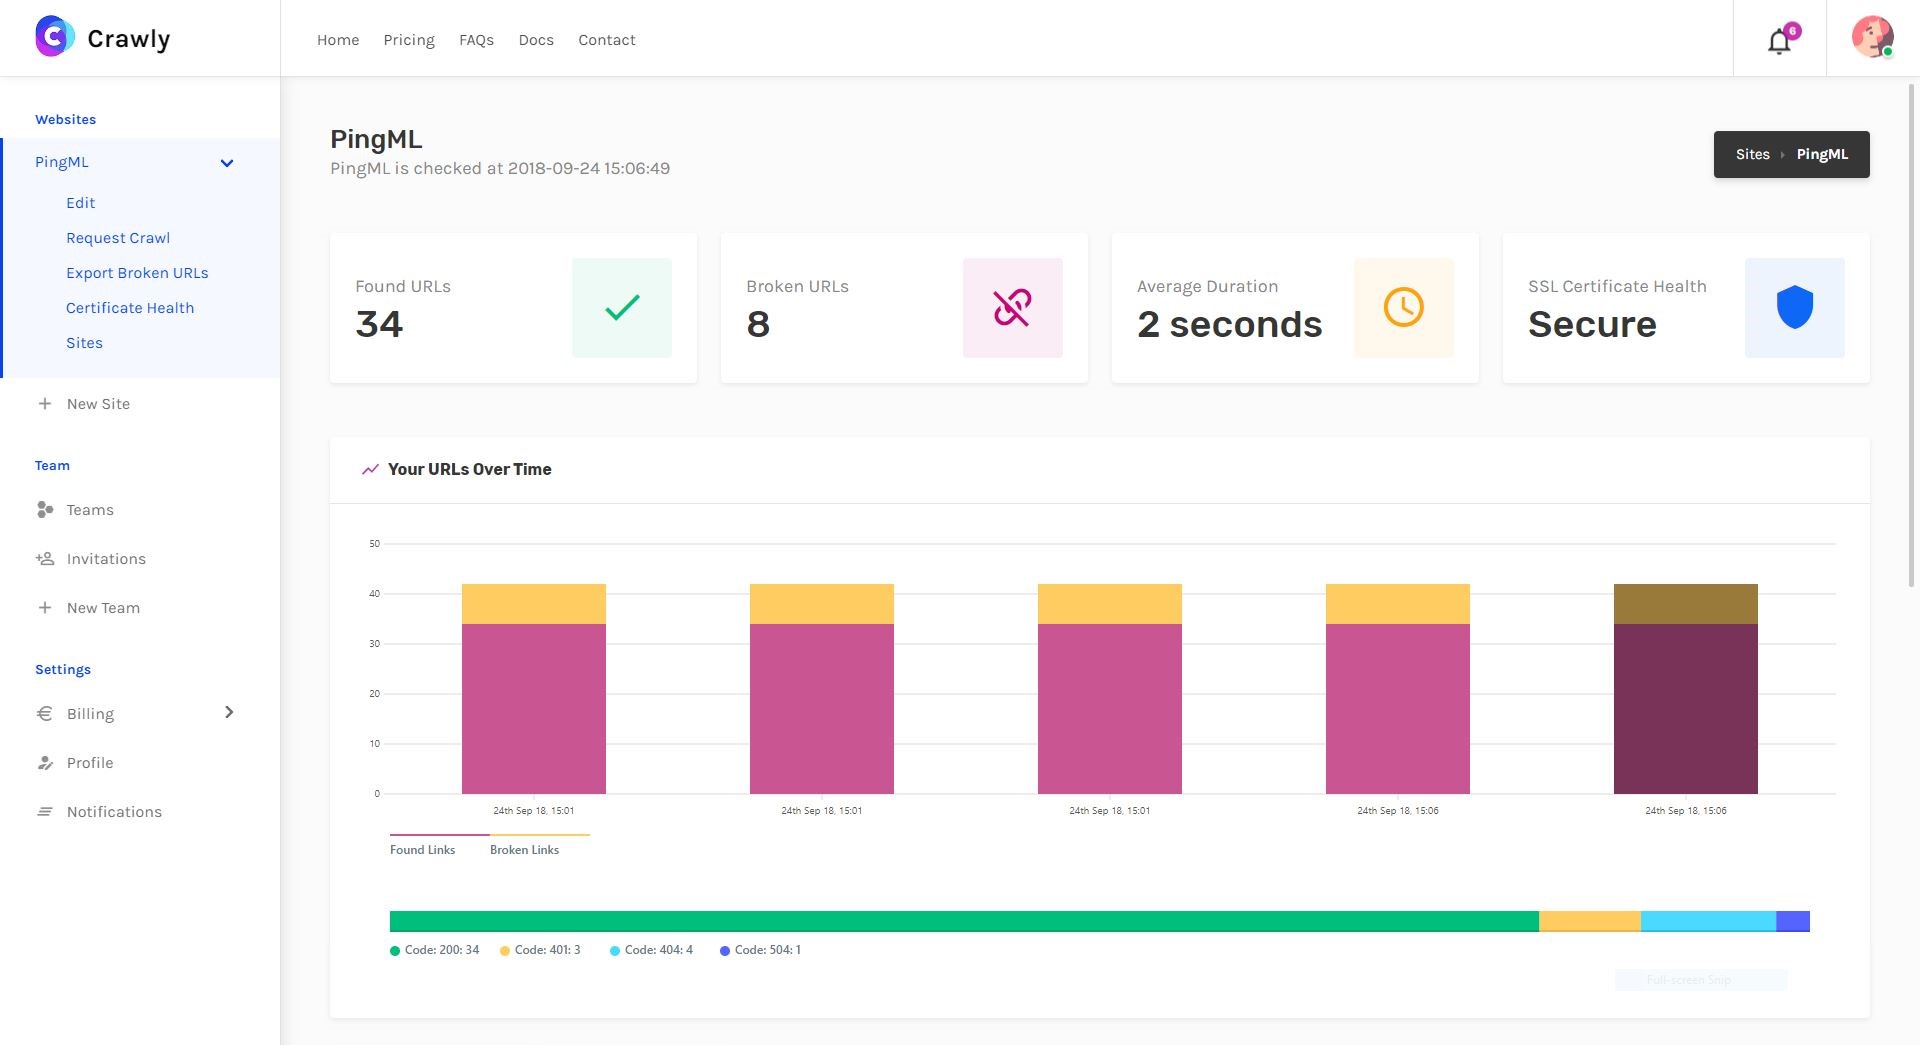 Crawly
Home Pricing FAQs Docs Contact
6
Websites
PingML
Edit
Request Crawl
Export Broken URLs
Certificate Health
Sites
New Site
Team
Teams
Invitations
New Team
Settings
Billing
Profile
Notifications
PingML
PingML is checked at 2018-09-24 15:06:49
Sites PingML
Found URLs
34
Broken URLs
8
Average Duration
2 seconds
SSL Certificate Health
Secure
Your URLs Over Time
50
40
30
20
10
0
24th Sep 18, 15:01 24th Sep 18, 15:01 24th Sep 18, 15:01 24th Sep 18, 15:06 24th Sep 18, 15:06
Found Links Broken Links
Code: 200: 34 Code: 401: 3 Code: 404: 4 Code: 504: 1
Full-screen Snip